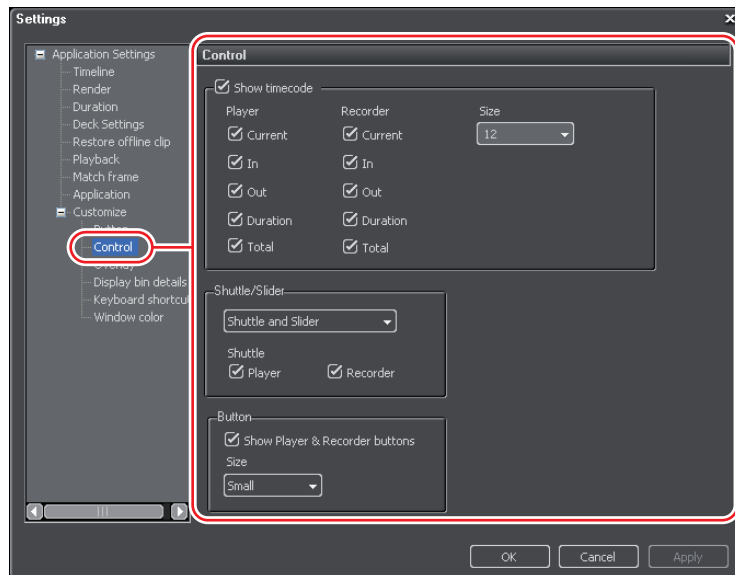 Settings
Application Settings
Timeline
Render
Duration
Deck Settings
Restore offline clip
Playback
Match frame
Application
Customize
Control
Display bin details
Keyboard shortcu
Window color
Control
Show timecode
Player Recorder Size
Current Current 12
In In
Out Out
Duration Duration
Total Total
Shuttle/Slider
Shuttle and Slider
Shuttle
Player Recorder
Button
Show Player & Recorder buttons
Size
Small
OK Cancel Apply